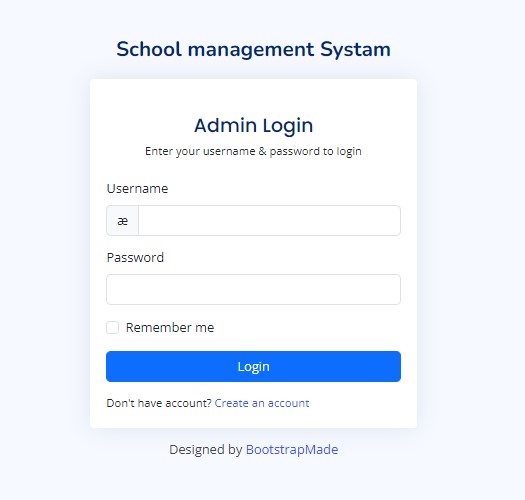 School management Systam
Admin Login
Enter your username & password to login
Username
æ
Password
Remember me
Login
Don't have account? Create an account
Designed by BootstrapMade